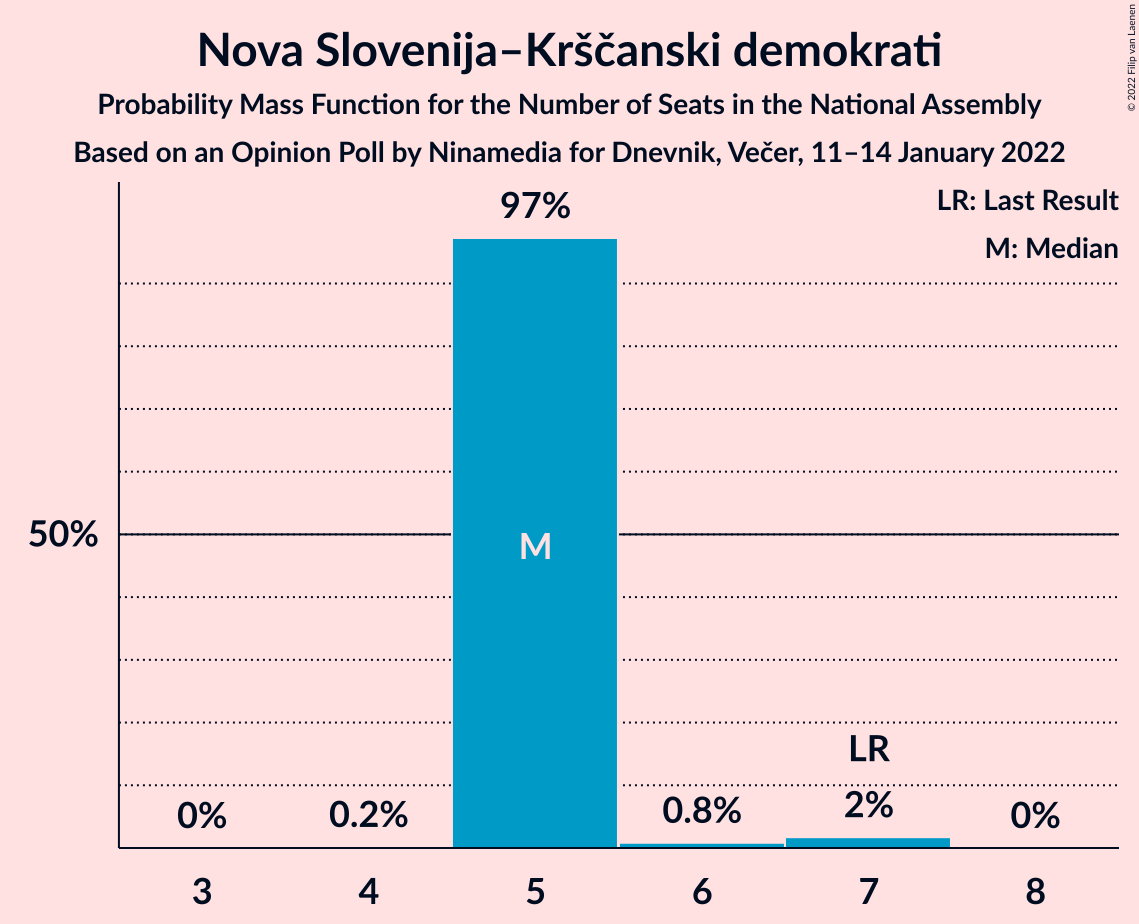 Nova Slovenija–Krščanski demokrati
Probability Mass Function for the Number of Seats in the National Assembly
Based on an Opinion Poll by Ninamedia for Dnevnik, Večer, 11–14 January 2022
© 2022 Filip van Laenen
LR: Last Result
M: Median
97%
50%
M
LR
0%
0.2%
0.8%
2%
0%
3
4
5
6
7
8